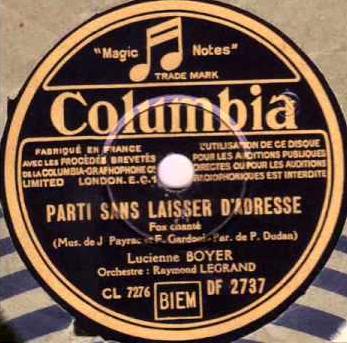 "Magic Notes"
TRADE MARK
Columbia
FABRIQUÉ EN FRANCE
AVEC LES PROCÉDÉS BREVETÉS
DE LA COLUMBIA-GRAPHOPHONE Cº
LIMITED LONDON. E.C.1
L'UTILISATION DE CE DISQUE
POUR LES AUDITIONS PUBLIQUES
DIRECTES OU POUR LES AUDITIONS
RADIOPHONIQUES EST INTERDITE
PARTI SANS LAISSER D'ADRESSE
Fox chanté
(Mus. de J Payrac et F. Gardoni - Par. de P. Dudan)
Lucienne BOYER
Orchestre : Raymond LEGRAND
CL 7276 BIEM DF 2737